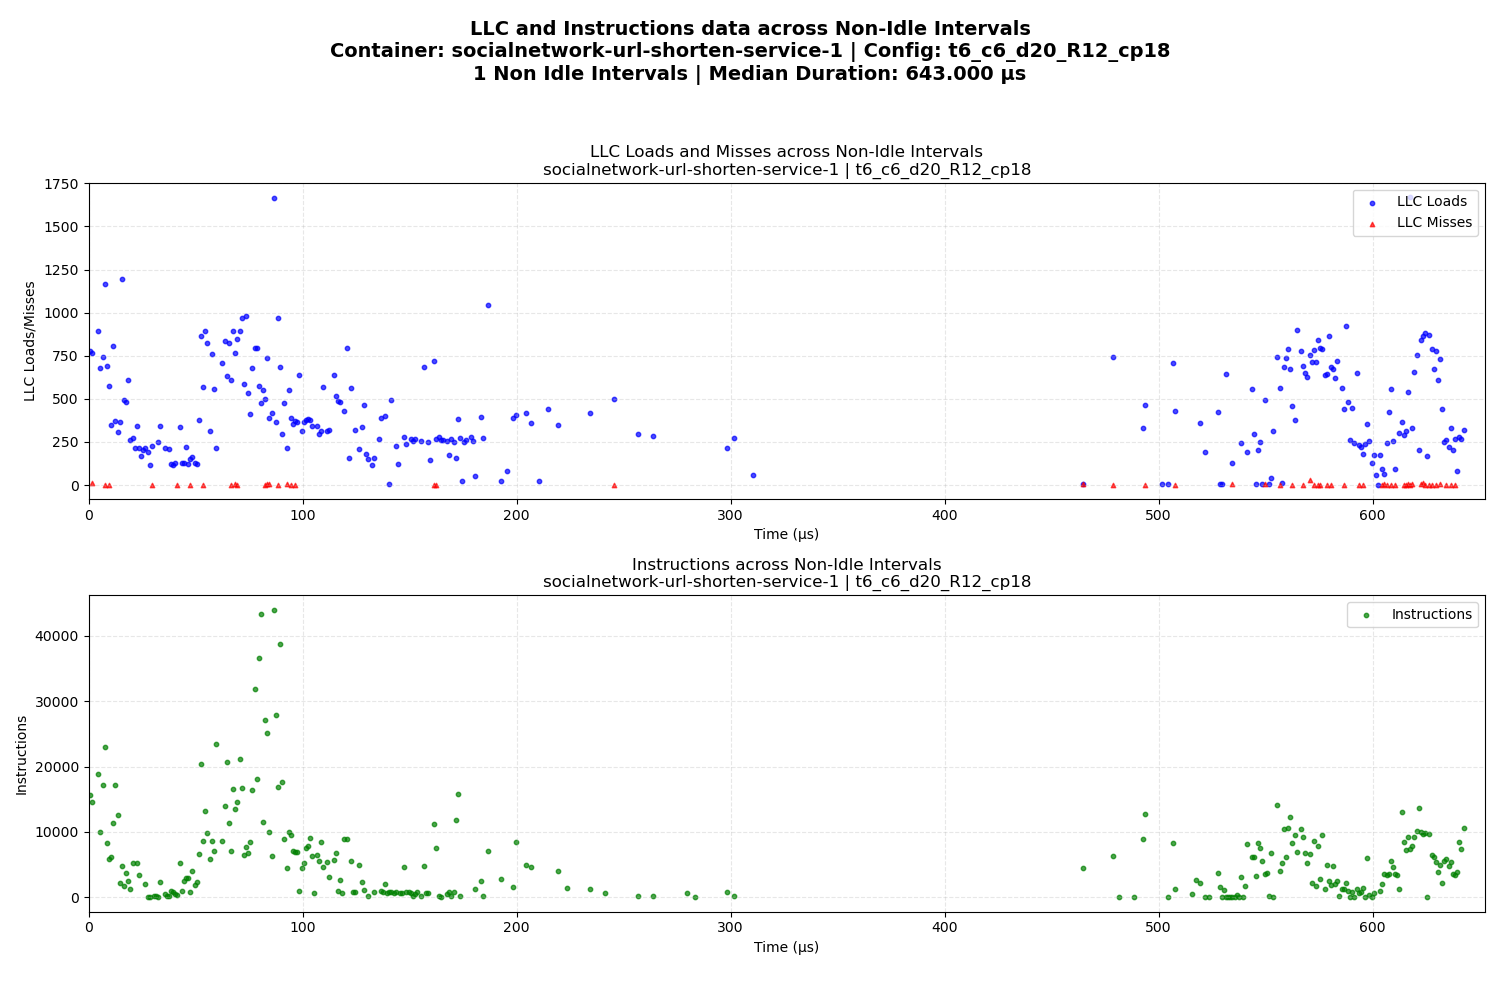 LLC and Instructions data across Non-Idle Intervals
Container: socialnetwork-url-shorten-service-1 | Config: t6_c6_d20_R12_cp18
1 Non Idle Intervals | Median Duration: 643.000 µs
LLC Loads and Misses across Non-Idle Intervals
socialnetwork-url-shorten-service-1 | t6_c6_d20_R12_cp18
LLC Loads/Misses
1750
1500
1250
1000
750
500
250
0
LLC Loads
LLC Misses
0 100 200 300 400 500 600
Time (µs)
Instructions across Non-Idle Intervals
socialnetwork-url-shorten-service-1 | t6_c6_d20_R12_cp18
Instructions
40000
30000
20000
10000
0
Instructions
0 100 200 300 400 500 600
Time (µs)